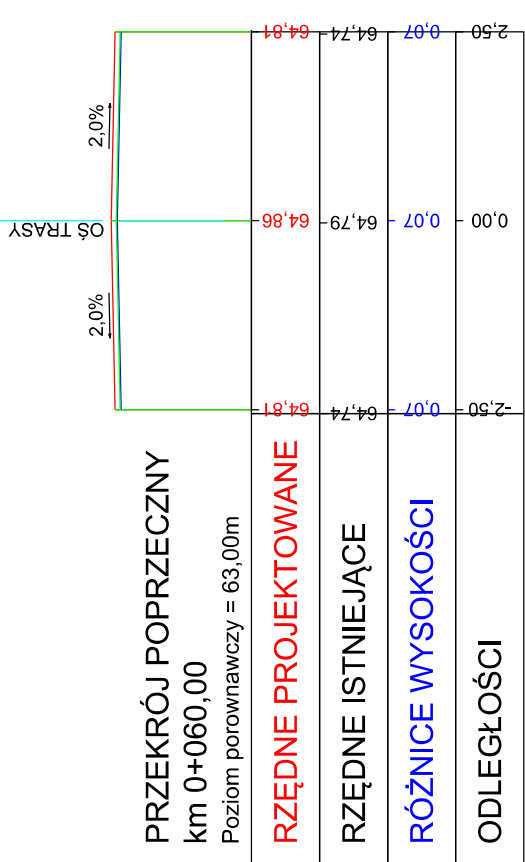 OŚ TRASY
2,0%
2,0%
PRZEKRÓJ POPRZECZNY
km 0+060,00
Poziom porownawczy = 63,00m
RZĘDNE PROJEKTOWANE
64,81
64,86
64,81
RZĘDNE ISTNIEJĄCE
64,74
64,79
64,74
RÓŻNICE WYSOKOŚCI
0,07
0,07
0,07
ODLEGŁOŚCI
-2,50
0,00
2,50